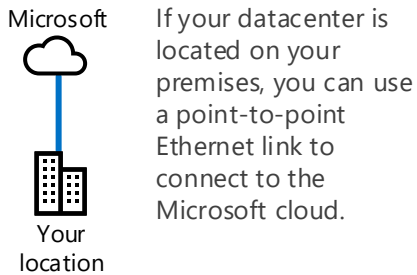 Microsoft
Your
location
If your datacenter is
located on your
premises, you can use
a point-to-point
Ethernet link to
connect to the
Microsoft cloud.